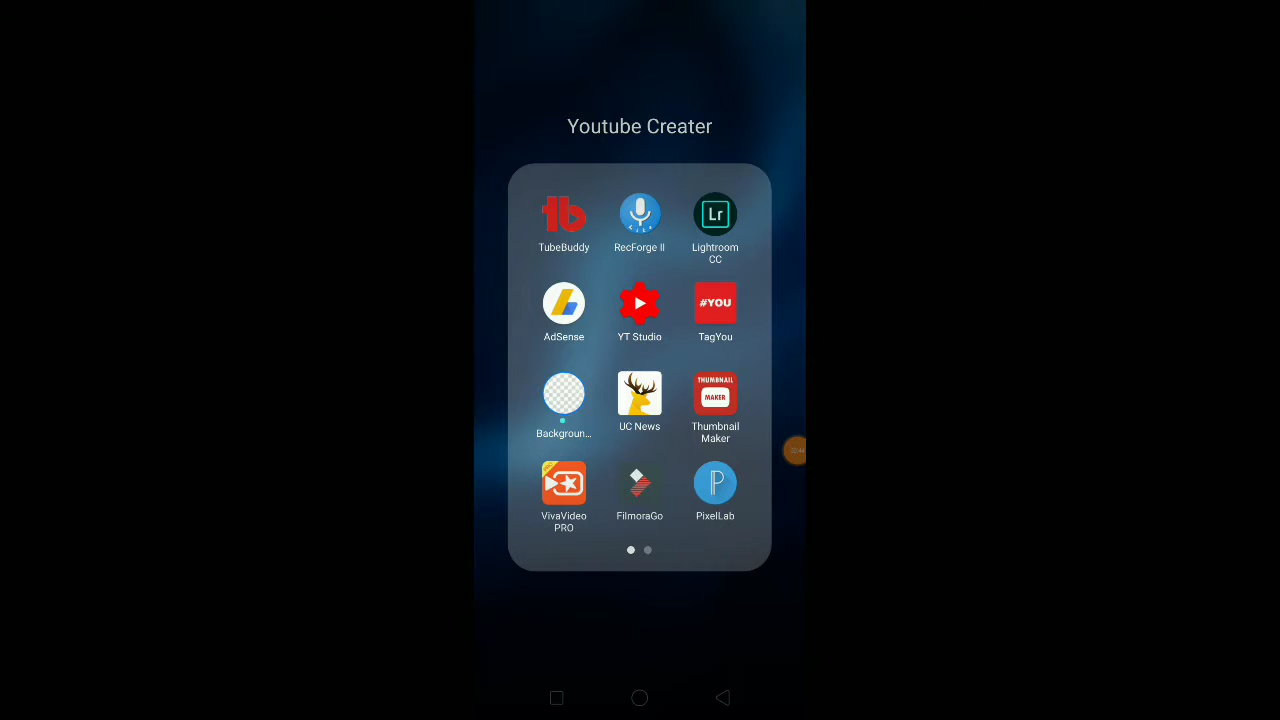 Youtube Creater
TubeBuddy
RecForge II
Lr
Lightroom
CC
AdSense
YT Studio
#YOU
TagYou
Backgroun...
UC News
THUMBNAIL
MAKER
Thumbnail
Maker
VivaVideo
PRO
FilmoraGo
PixelLab